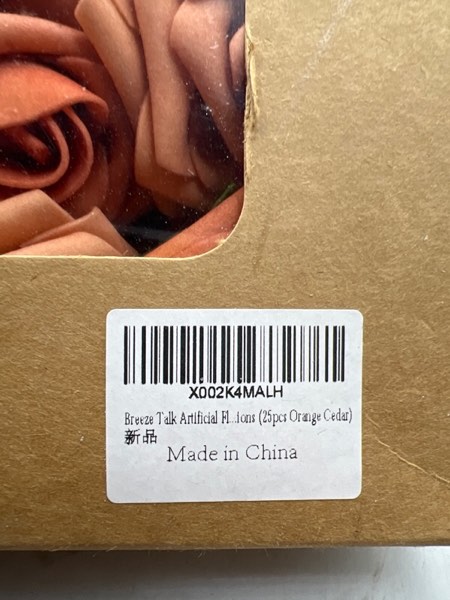 X002K4MALH
Breeze Talk Artificial Fl...ions (25pcs Orange Cedar)
新品
Made in China